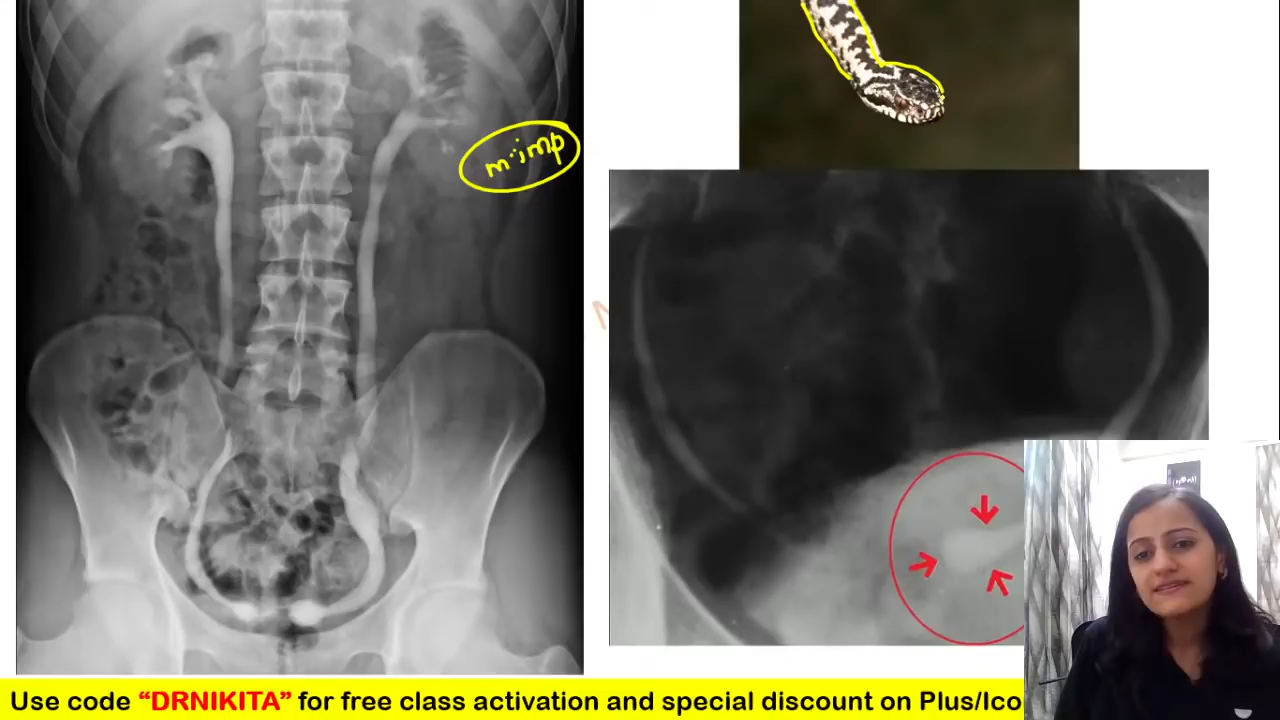 m.imp
Use code “DRNIKITA” for free class activation and special discount on Plus/Ico